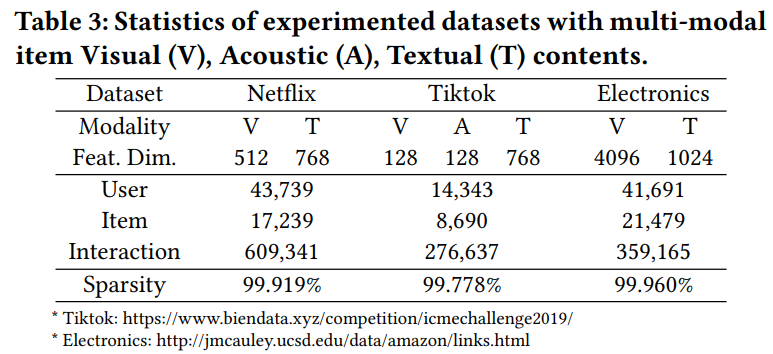 Table 3: Statistics of experimented datasets with multi-modal
item Visual (V), Acoustic (A), Textual (T) contents.
Dataset Netflix Tiktok Electronics
Modality V T V A T V T
Feat. Dim. 512 768 128 128 768 4096 1024
User 43,739 14,343 41,691
Item 17,239 8,690 21,479
Interaction 609,341 276,637 359,165
Sparsity 99.919% 99.778% 99.960%
* Tiktok: https://www.biendata.xyz/competition/icmechallenge2019/
* Electronics: http://jmcauley.ucsd.edu/data/amazon/links.html